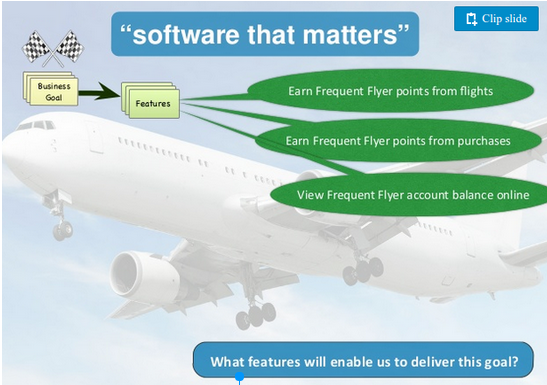 Clip slide
“software that matters”
Business
Goal
Features
Earn Frequent Flyer points from flights
Earn Frequent Flyer points from purchases
View Frequent Flyer account balance online
What features will enable us to deliver this goal?